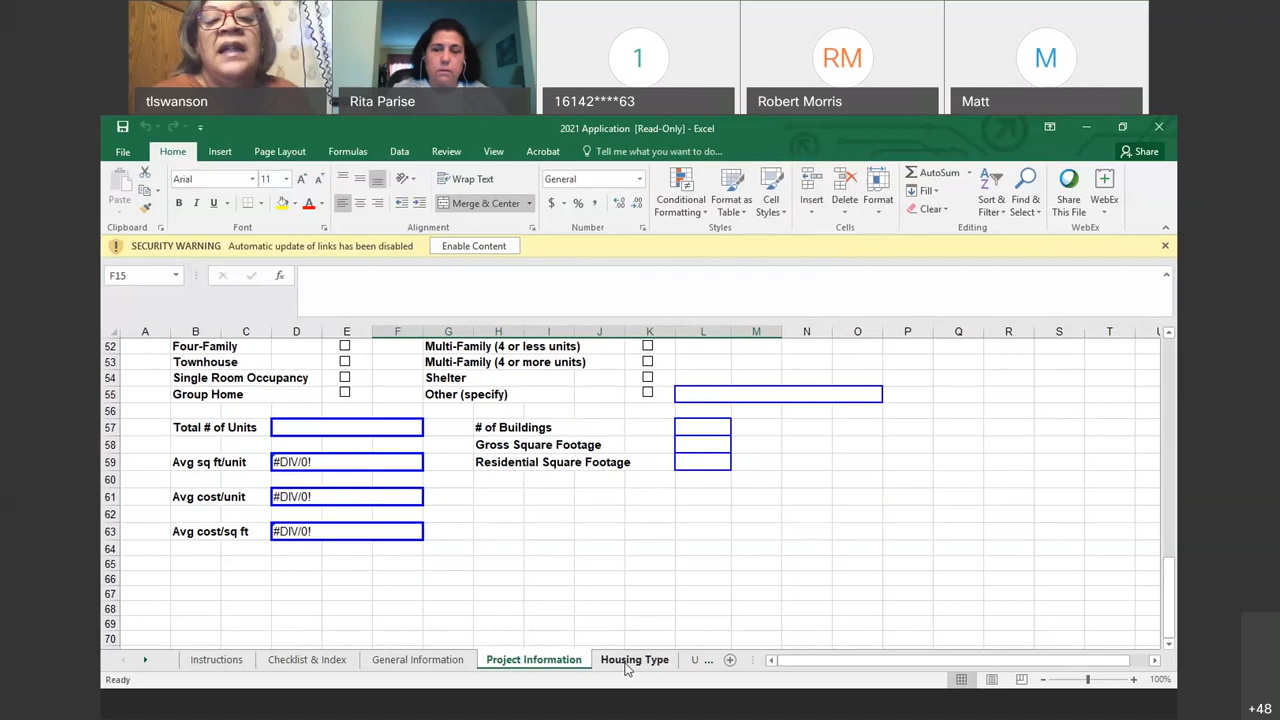 1
RM
M
tlswanson
Rita Parise
16142****63
Robert Morris
Matt
2021 Application [Read-Only] - Excel
File
Home
Insert
Page Layout
Formulas
Data
Review
View
Acrobat
Tell me what you want to do...
Share
Paste
Arial
11
Wrap Text
Merge & Center
General
Conditional Formatting
Format as Table
Cell Styles
Insert
Delete
Format
AutoSum
Fill
Clear
Sort & Filter
Find & Select
Share This File
WebEx
Clipboard
Font
Alignment
Number
Styles
Cells
Editing
WebEx
SECURITY WARNING Automatic update of links has been disabled
Enable Content
F15
fx
A B C D E F G H I J K L M N O P Q R S T U
52 Four-Family Multi-Family (4 or less units)
53 Townhouse Multi-Family (4 or more units)
54 Single Room Occupancy Shelter
55 Group Home Other (specify)
56
57 Total # of Units # of Buildings
58 Gross Square Footage
59 Avg sq ft/unit #DIV/0! Residential Square Footage
60
61 Avg cost/unit #DIV/0!
62
63 Avg cost/sq ft #DIV/0!
64
65
66
67
68
69
70
Instructions
Checklist & Index
General Information
Project Information
Housing Type
U ...
Ready
100%
+48